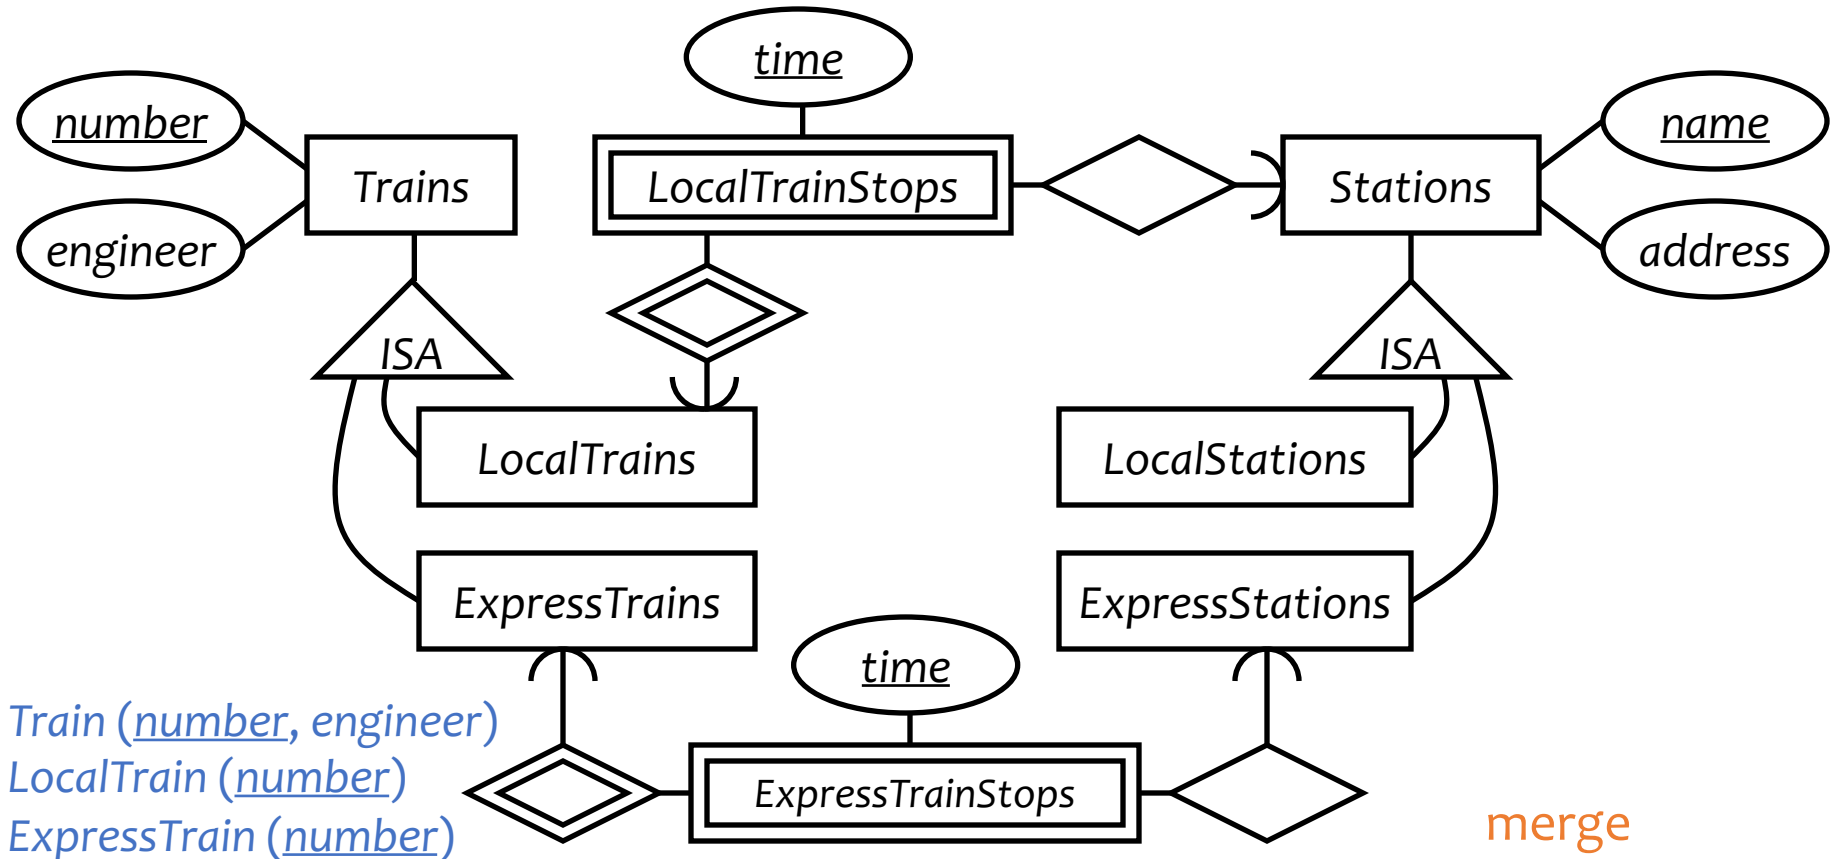 time
number
engineer
Trains
LocalTrainStops
Stations
name
address
ISA
ISA
LocalTrains
LocalStations
ExpressTrains
ExpressStations
time
ExpressTrainStops
Train (number, engineer)
LocalTrain (number)
ExpressTrain (number)
merge